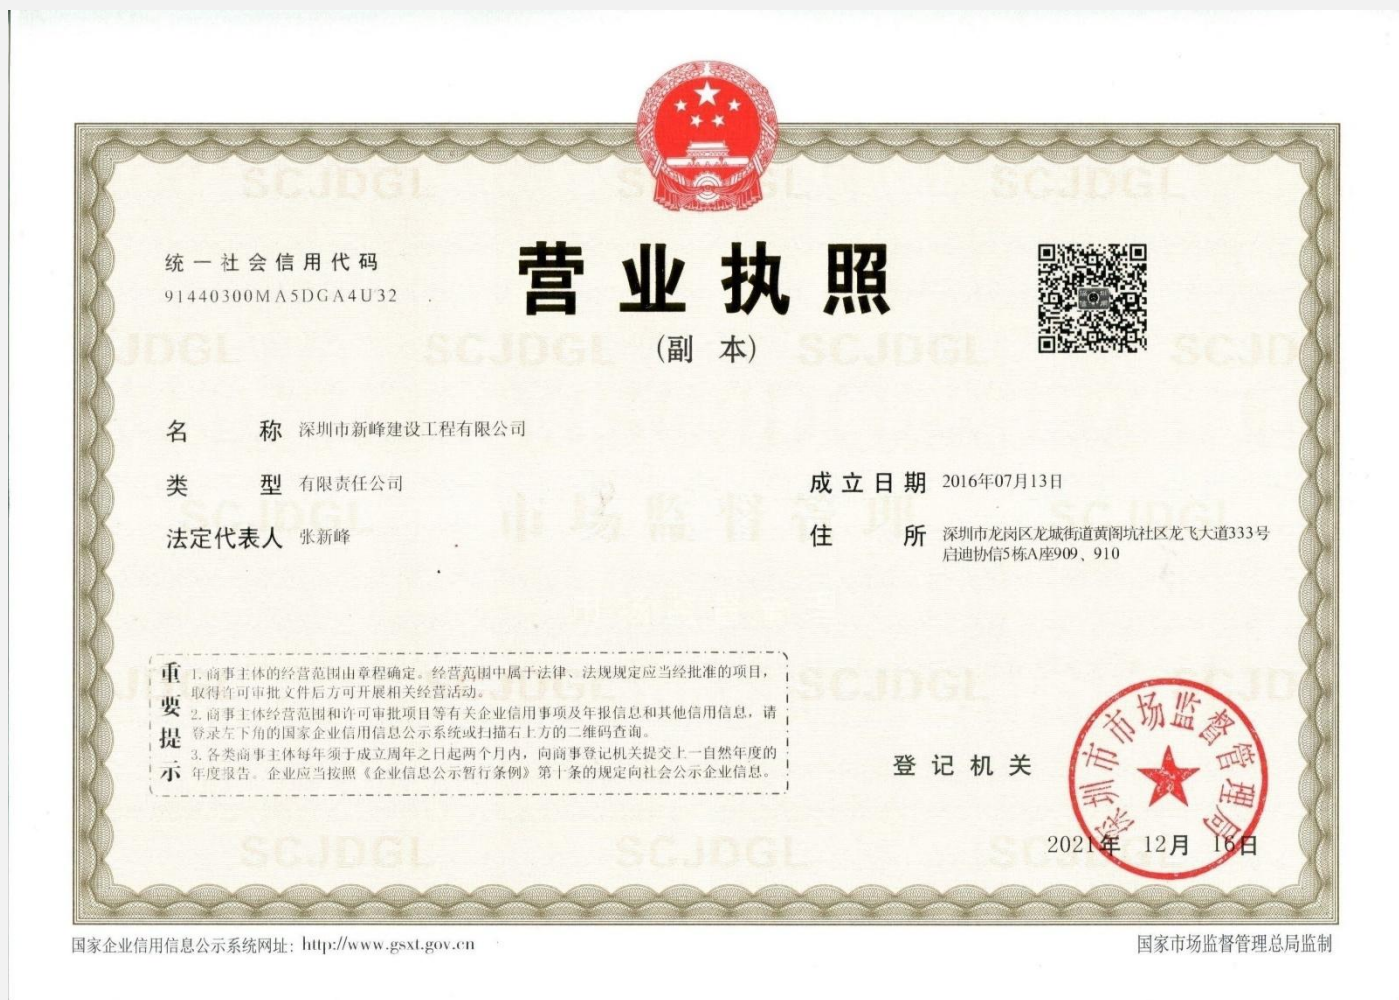 统一社会信用代码
91440300MA5DGA4U32
营业执照
(副 本)
名 称 深圳市新峰建设工程有限公司
类 型 有限责任公司
法定代表人 张新峰
成立日期 2016年07月13日
住 所 深圳市龙岗区龙城街道黄阁坑社区龙飞大道333号
启迪协信5栋A座909、910
重要提示
1. 商事主体的经营范围由章程确定。经营范围中属于法律、法规规定应当经批准的项目,
取得许可审批文件后方可开展相关经营活动。
2. 商事主体经营范围和许可审批项目等有关企业信用事项及年报信息和其他信用信息，请
登录左下角的国家企业信用信息公示系统或扫描右上方的二维码查询。
3. 各类商事主体每年须于成立周年之日起两个月内，向商事登记机关提交上一自然年度的
年度报告。企业应当按照《企业信息公示暂行条例》第十条的规定向社会公示企业信息。
登记机关
深圳市市场监督管理局
2021年 12月 16日
国家企业信用信息公示系统网址：http://www.gsxt.gov.cn
国家市场监督管理总局监制
SCJDGL
市场监督管理